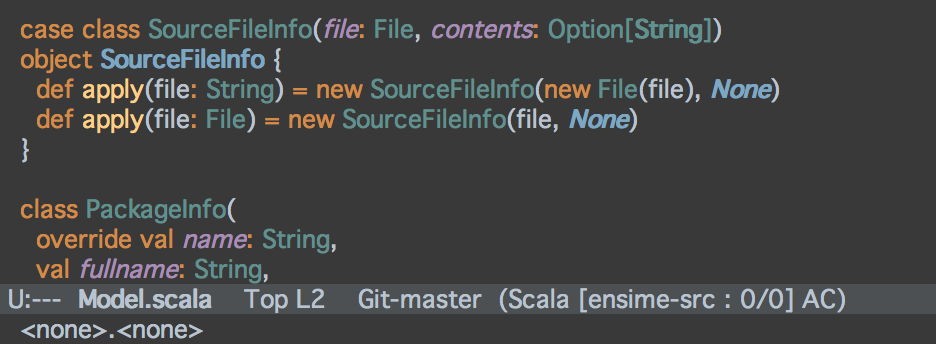 case class SourceFileInfo(file: File, contents: Option[String])
object SourceFileInfo {
  def apply(file: String) = new SourceFileInfo(new File(file), None)
  def apply(file: File) = new SourceFileInfo(file, None)
}
class PackageInfo(
  override val name: String,
  val fullname: String,
U:--- Model.scala Top L2 Git-master (Scala [ensime-src : 0/0] AC)
<none>.<none>